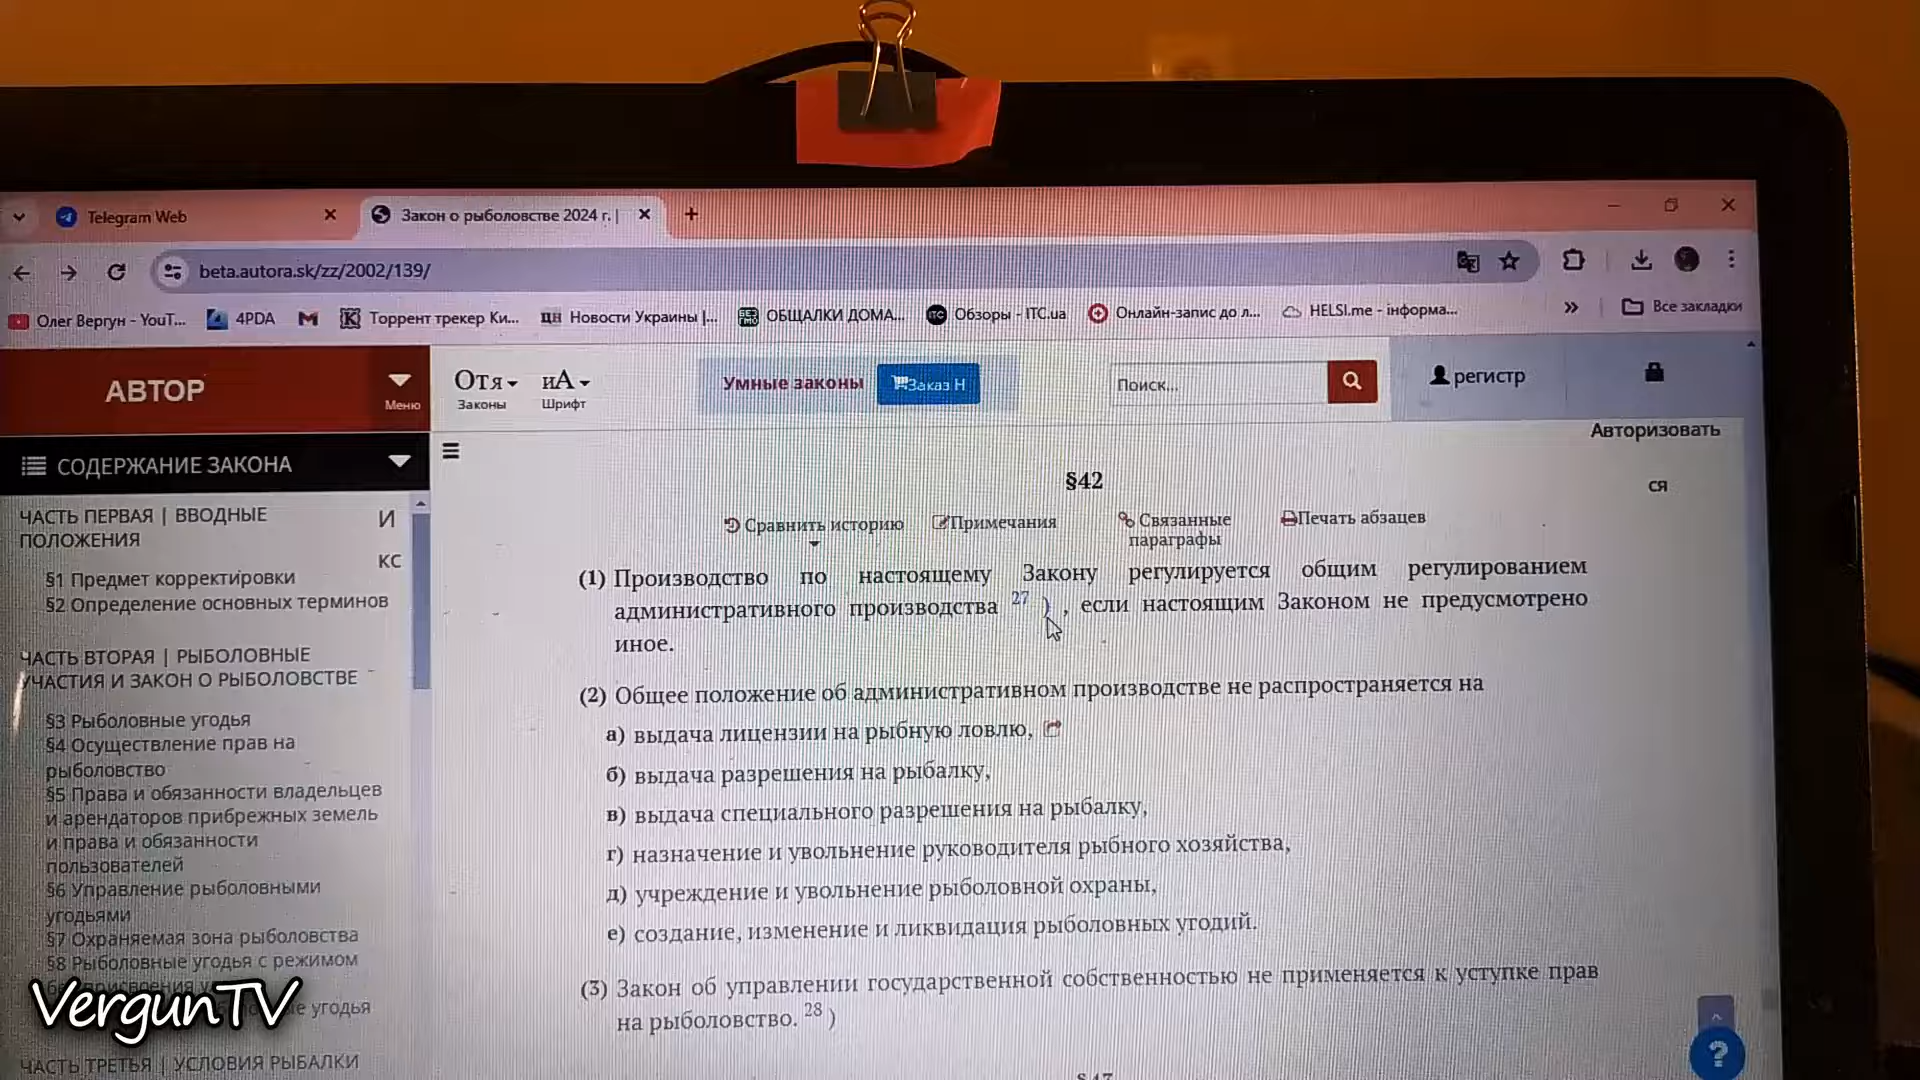 Telegram Web
Закон о рыболовстве 2024 г. |
beta.autora.sk/zz/2002/139/
Олег Вергун - YouT...
4PDA
Торрент трекер Ки...
Новости Украины |...
ОБЩАЛКИ ДОМА...
Обзоры - ITC.ua
Онлайн-запис до л...
HELSI.me - інформа...
Все закладки
АВТОР
Меню
Отя
Законы
иА
Шрифт
Умные законы
Заказ Н
Поиск...
регистр
Авторизовать
ся
СОДЕРЖАНИЕ ЗАКОНА
ЧАСТЬ ПЕРВАЯ | ВВОДНЫЕ
ПОЛОЖЕНИЯ
И
КС
§1 Предмет корректировки
§2 Определение основных терминов
ЧАСТЬ ВТОРАЯ | РЫБОЛОВНЫЕ
УЧАСТИЯ И ЗАКОН О РЫБОЛОВСТВЕ
§3 Рыболовные угодья
§4 Осуществление прав на
рыболовство
§5 Права и обязанности владельцев
и арендаторов прибрежных земель
и права и обязанности
пользователей
§6 Управление рыболовными
угодьями
§7 Охраняемая зона рыболовства
§8 Рыболовные угодья с режимом
угодья
ЧАСТЬ ТРЕТЬЯ | УСЛОВИЯ РЫБАЛКИ
§42
Сравнить историю
Примечания
Связанные
параграфы
Печать абзацев
(1) Производство по настоящему Закону регулируется общим регулированием
административного производства 27 ) , если настоящим Законом не предусмотрено
иное.
(2) Общее положение об административном производстве не распространяется на
а) выдача лицензии на рыбную ловлю,
б) выдача разрешения на рыбалку,
в) выдача специального разрешения на рыбалку,
г) назначение и увольнение руководителя рыбного хозяйства,
д) учреждение и увольнение рыболовной охраны,
е) создание, изменение и ликвидация рыболовных угодий.
(3) Закон об управлении государственной собственностью не применяется к уступке прав
на рыболовство. 28 )
VergunTV